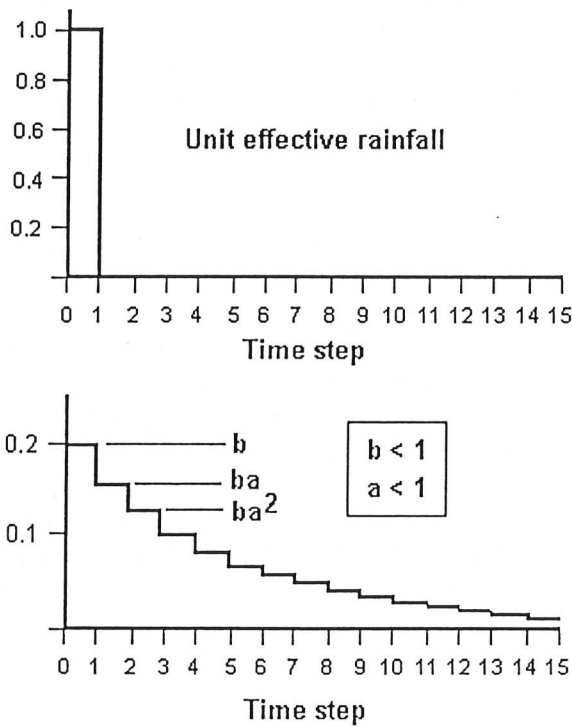 1.0
0.8
Unit effective rainfall
0.6
0.4
0.2
0 1 2 3 4 5 6 7 8 9 10 11 12 13 14 15
Time step
0.2
b
b < 1
ba
a < 1
ba²
0.1
0 1 2 3 4 5 6 7 8 9 10 11 12 13 14 15
Time step